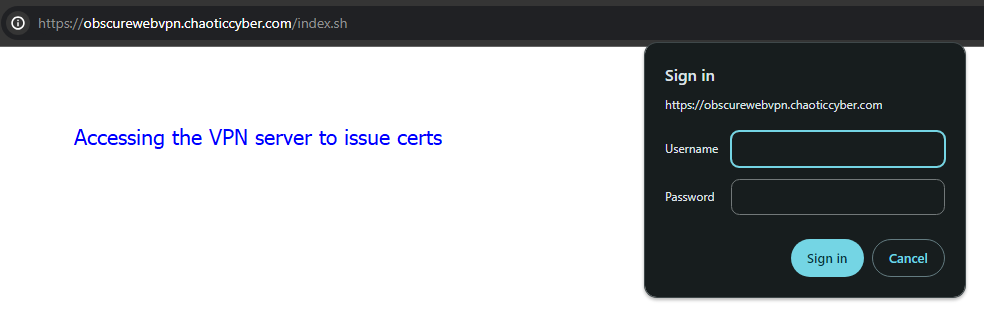 https://obscurewebvpn.chaoticcyber.com/index.sh
Accessing the VPN server to issue certs
Sign in
https://obscurewebvpn.chaoticcyber.com
Username
Password
Sign in
Cancel